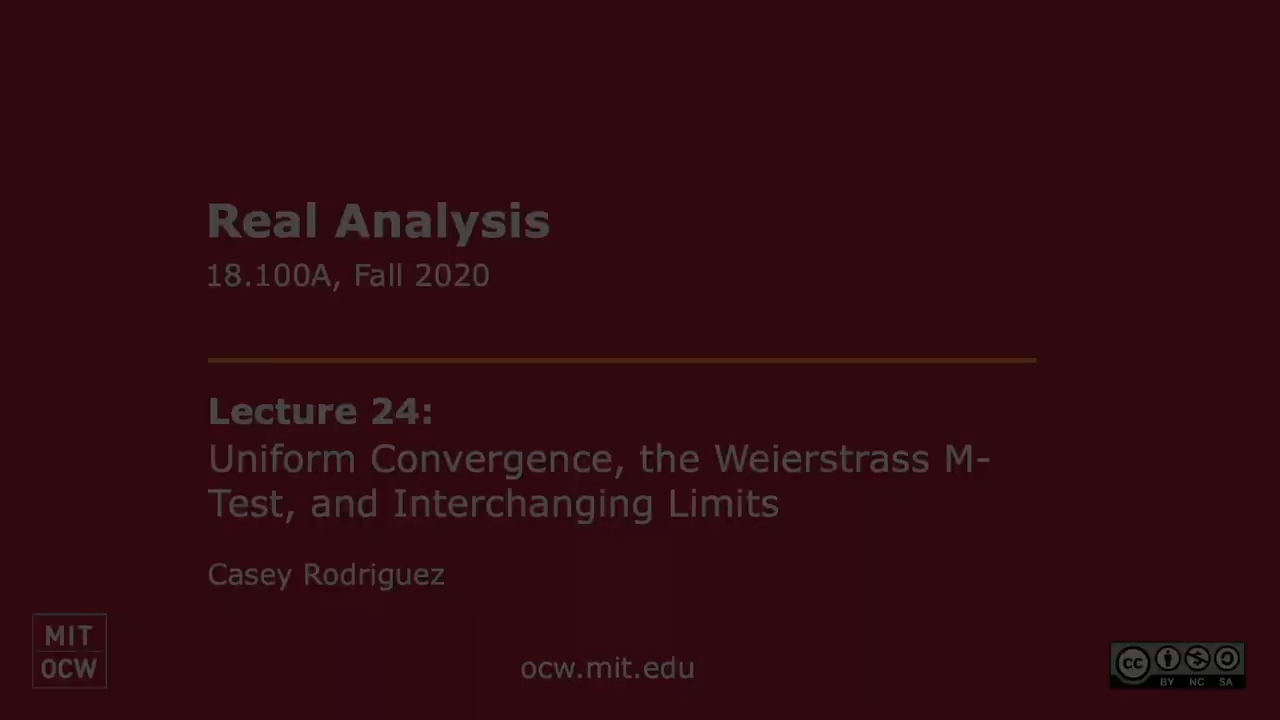 Real Analysis
18.100A, Fall 2020
Lecture 24:
Uniform Convergence, the Weierstrass M-
Test, and Interchanging Limits
Casey Rodriguez
MIT
OCW
ocw.mit.edu
cc
BY NC SA